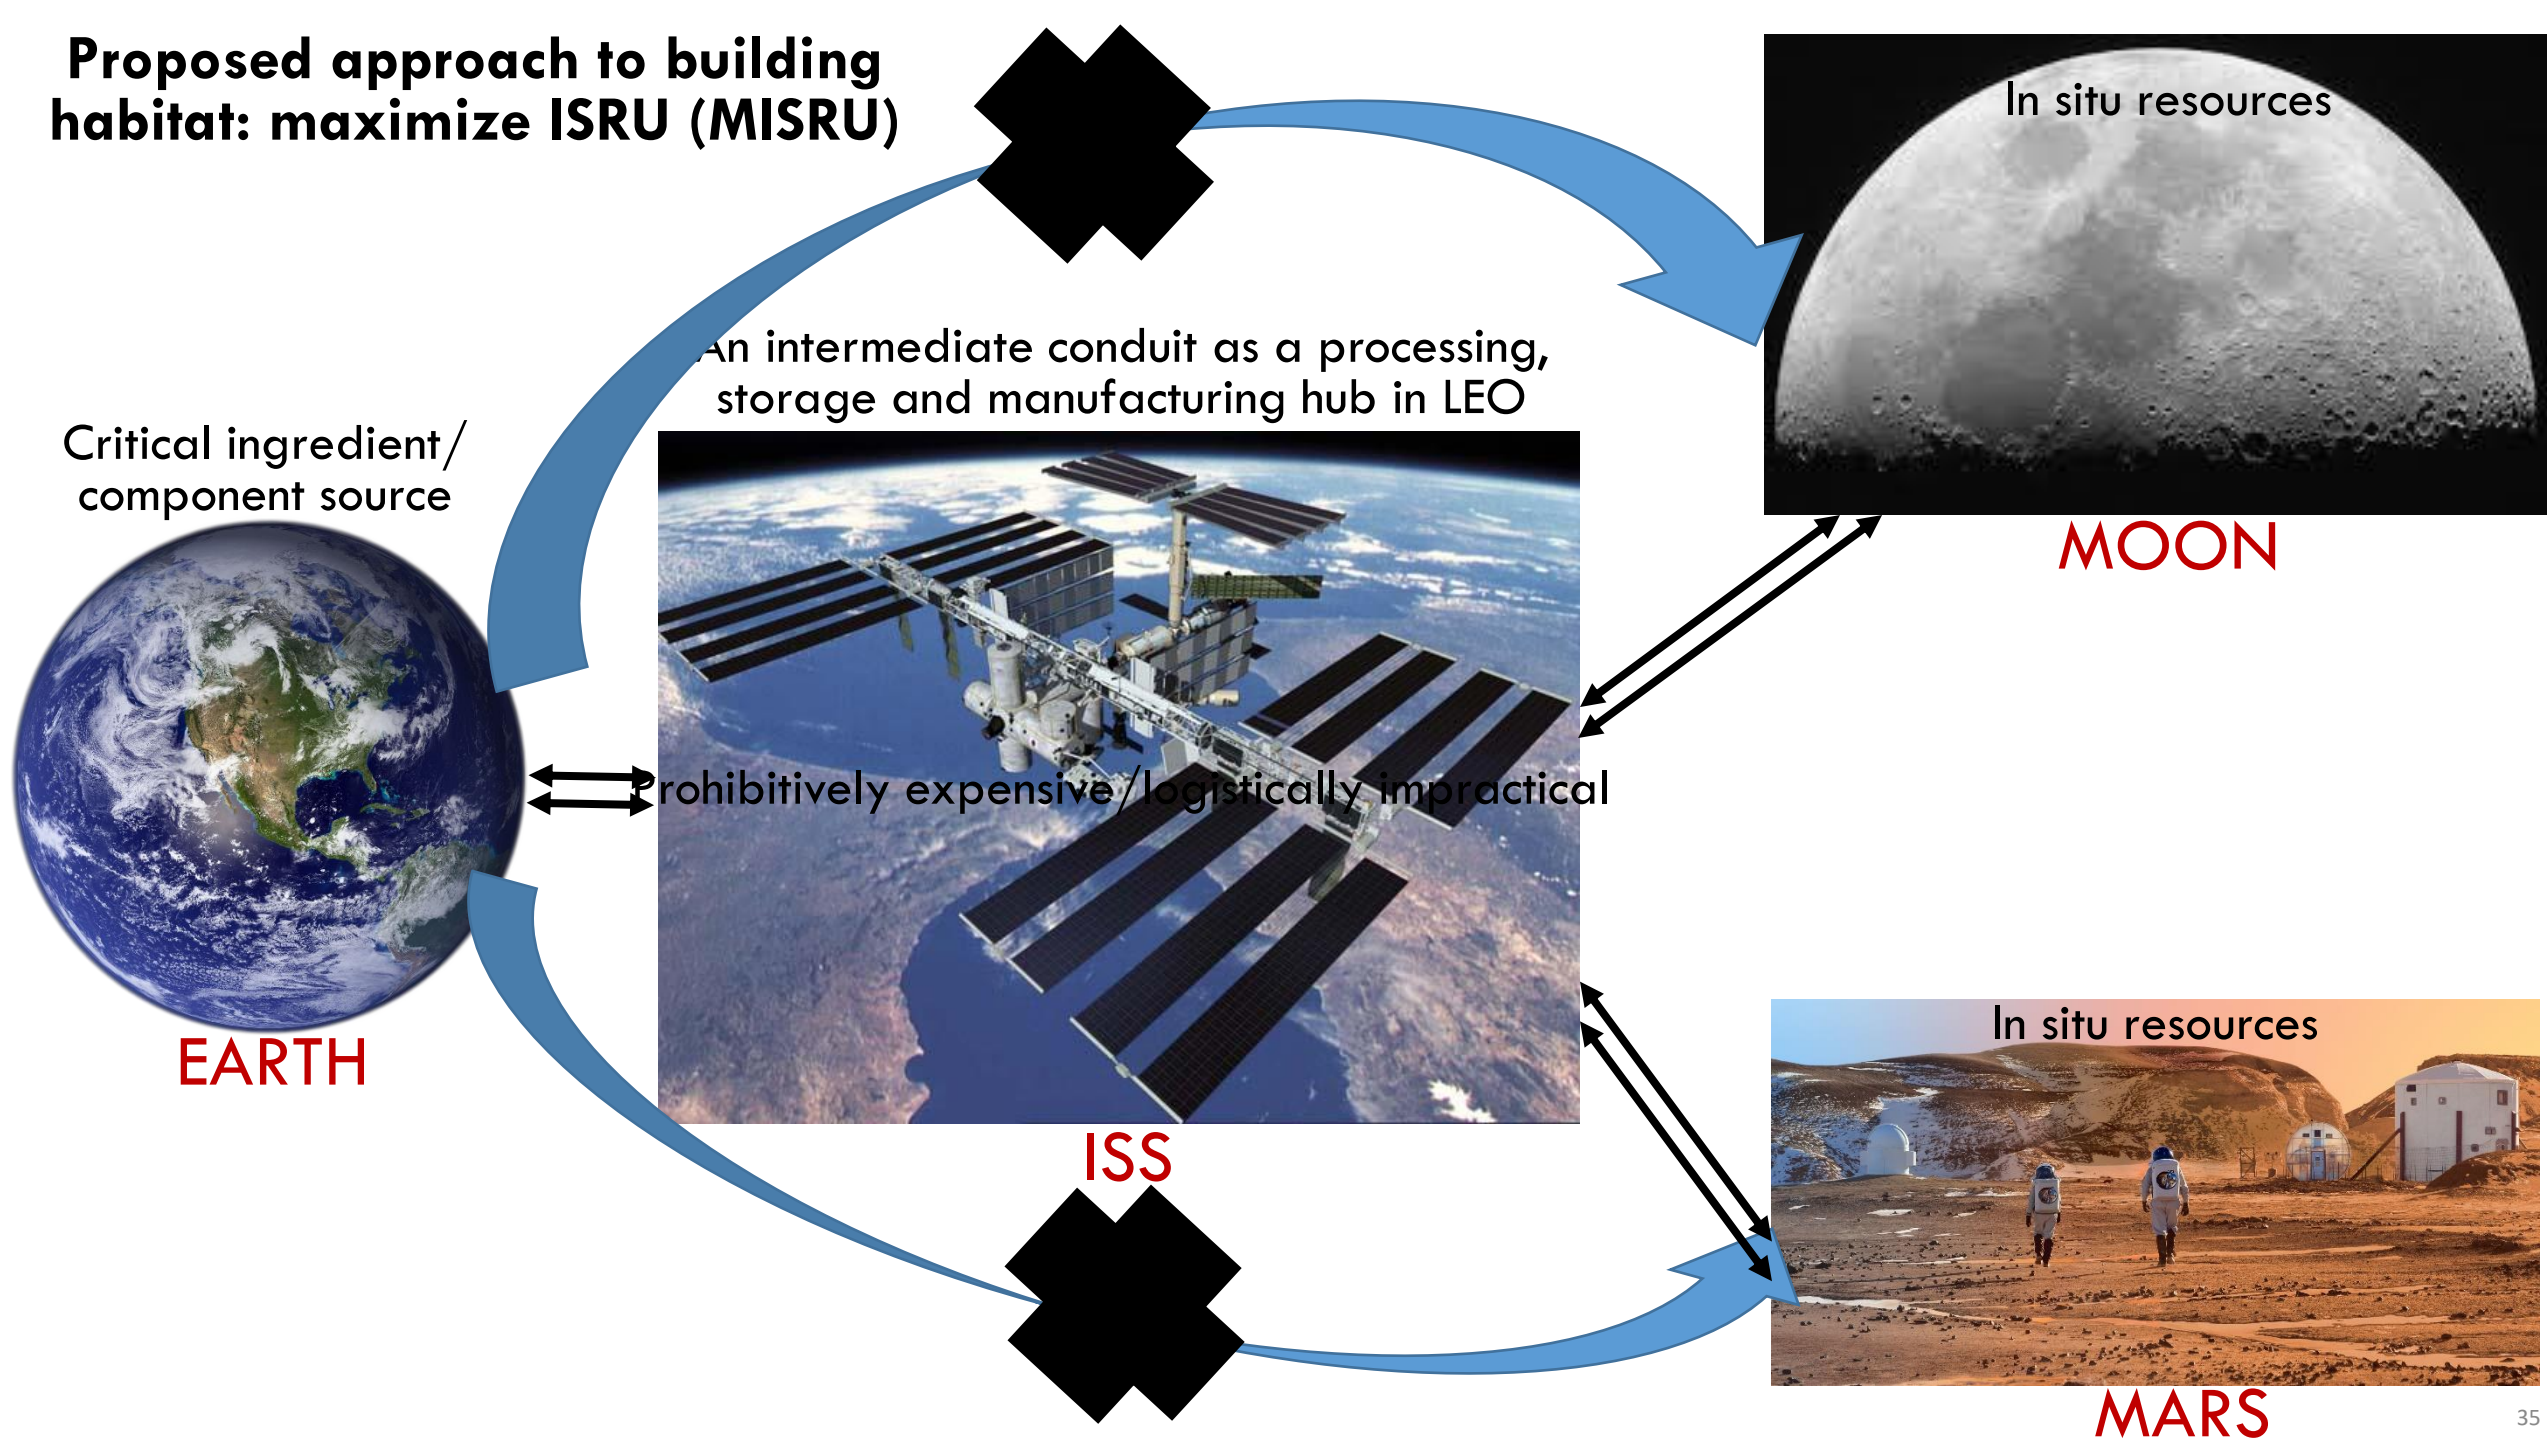 Proposed approach to building
habitat: maximize ISRU (MISRU)
In situ resources
An intermediate conduit as a processing,
storage and manufacturing hub in LEO
Critical ingredient/
component source
MOON
Prohibitively expensive/logistically impractical
In situ resources
EARTH
ISS
MARS
35